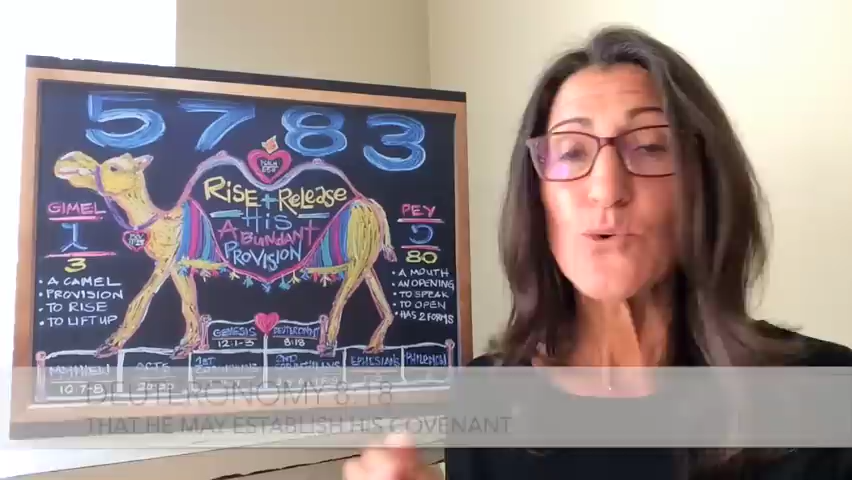 5783
RISE + RELEASE
HIS
ABUNDANT
PROVISION
GIMEL
ג
3
• A CAMEL
• PROVISION
• TO RISE
• TO LIFT UP
PEY
פ
80
• A MOUTH
• AN OPENING
• TO SPEAK
• TO OPEN
• HAS 2 FORMS
GENESIS
12:1-3
DEUTERONOMY
8:18
MATTHEW
10:7-8
ACTS
1ST
2ND
EPHESIANS
PHILEMON
DEUTERONOMY 8:18
THAT HE MAY ESTABLISH HIS COVENANT